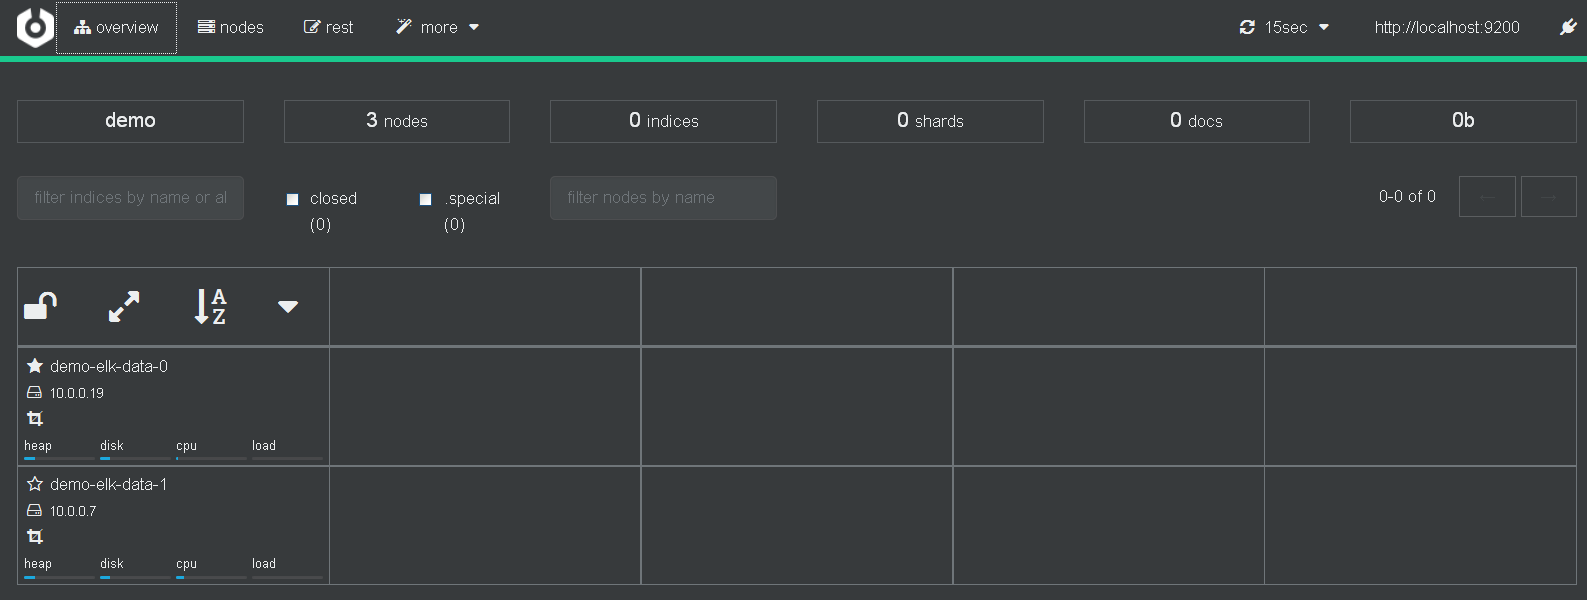 overview nodes rest more 15sec http://localhost:9200
demo 3 nodes 0 indices 0 shards 0 docs 0b
filter indices by name or al closed .special filter nodes by name 0-0 of 0
(0) (0)
A
Z
demo-elk-data-0
10.0.0.19
heap disk cpu load
demo-elk-data-1
10.0.0.7
heap disk cpu load